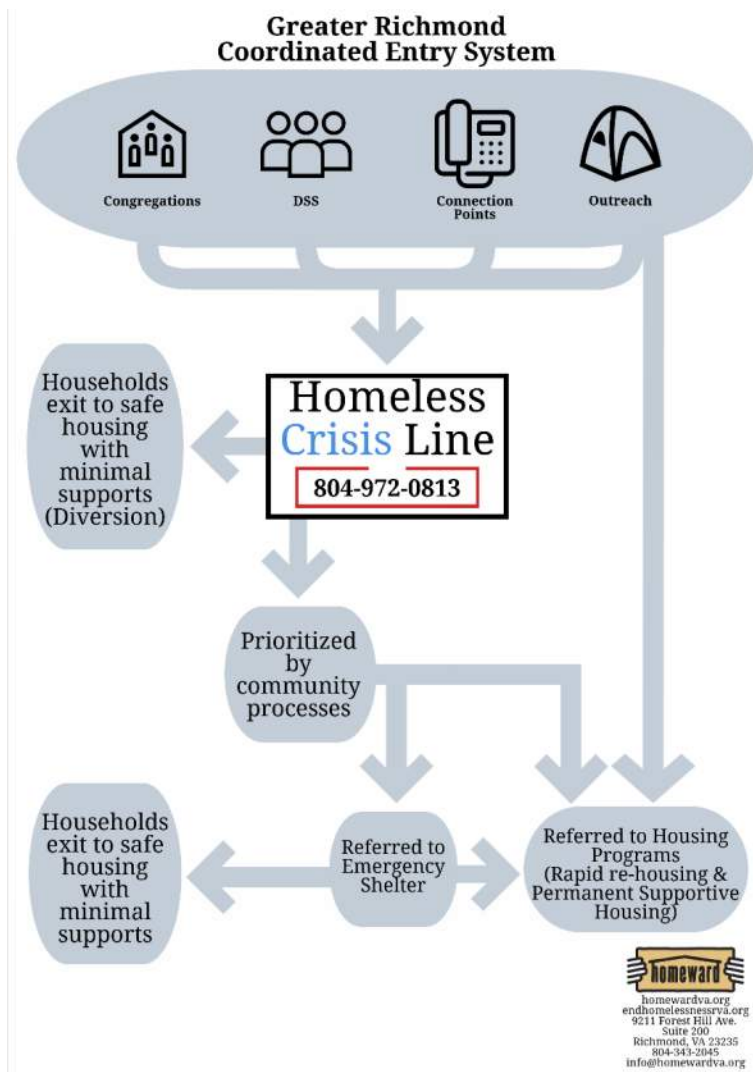 Greater Richmond
Coordinated Entry System
Congregations
DSS
Connection
Points
Outreach
Households
exit to safe
housing
with
minimal
supports
(Diversion)
Homeless
Crisis Line
804-972-0813
Prioritized
by
community
processes
Households
exit to safe
housing
with
minimal
supports
Referred to
Emergency
Shelter
Referred to Housing
Programs
(Rapid re-housing &
Permanent Supportive
Housing)
homeward
homewardva.org
endhomelessnessrva.org
9211 Forest Hill Ave.
Suite 200
Richmond, VA 23235
804-343-2045
info@homewardva.org